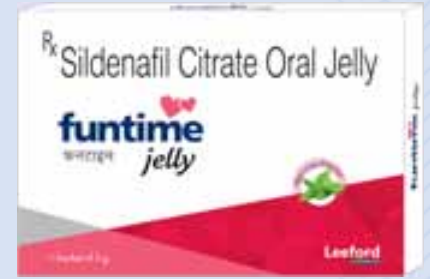 Rx Sildenafil Citrate Oral Jelly
funtime
फनटाइम
jelly
Leeford